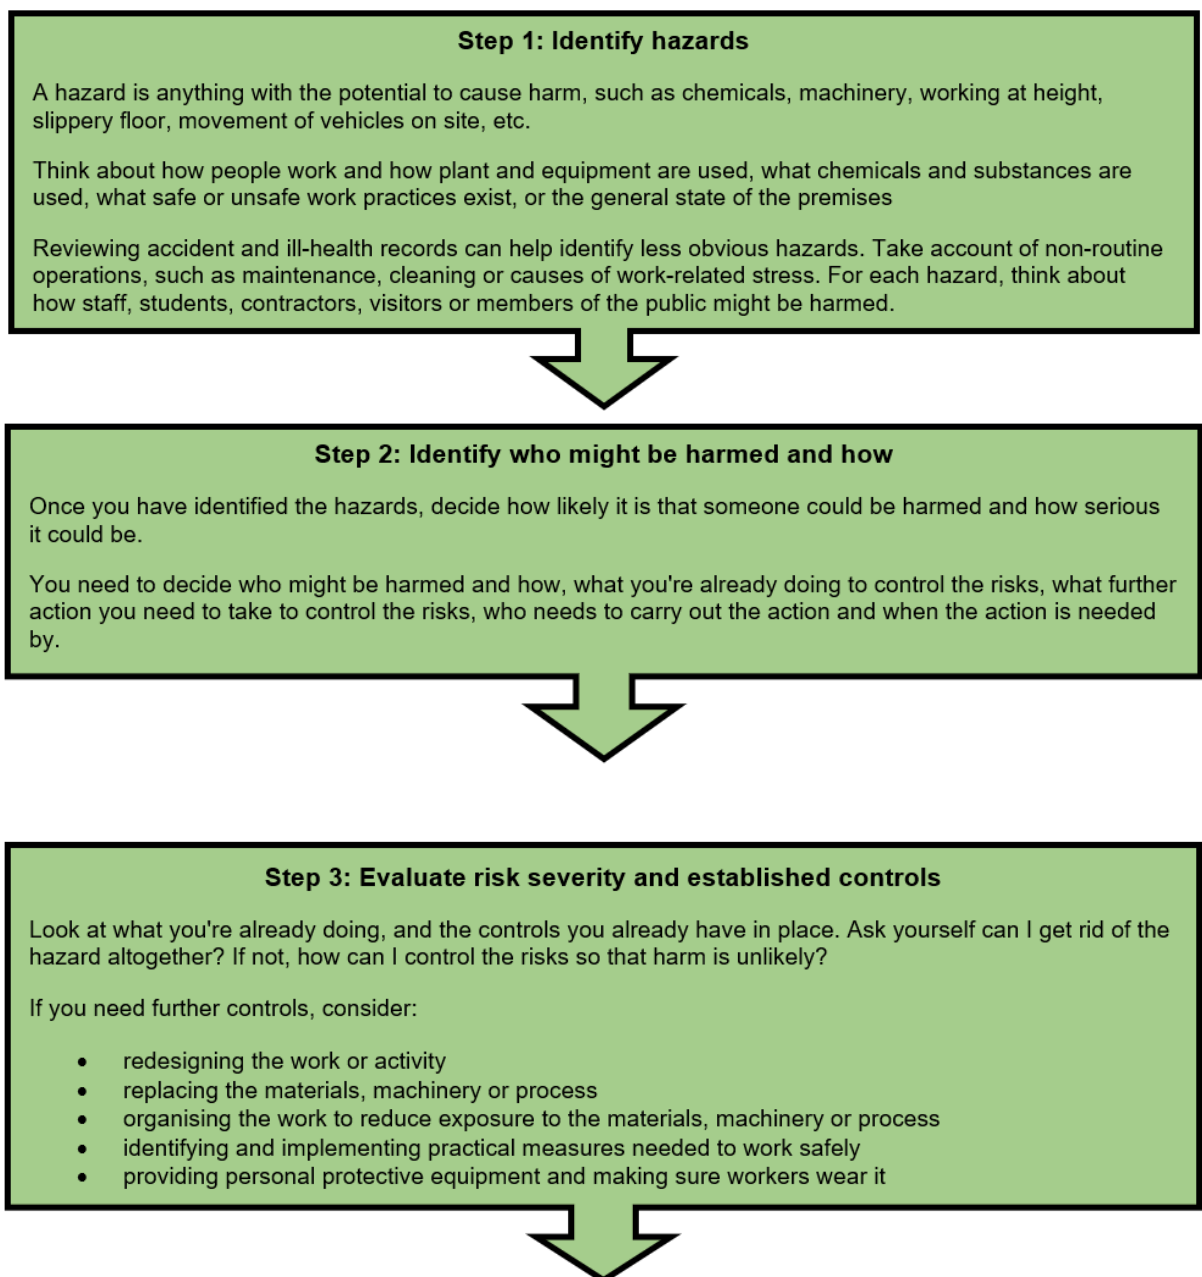 Step 1: Identify hazards
A hazard is anything with the potential to cause harm, such as chemicals, machinery, working at height,
slippery floor, movement of vehicles on site, etc.
Think about how people work and how plant and equipment are used, what chemicals and substances are
used, what safe or unsafe work practices exist, or the general state of the premises
Reviewing accident and ill-health records can help identify less obvious hazards. Take account of non-routine
operations, such as maintenance, cleaning or causes of work-related stress. For each hazard, think about
how staff, students, contractors, visitors or members of the public might be harmed.
Step 2: Identify who might be harmed and how
Once you have identified the hazards, decide how likely it is that someone could be harmed and how serious
it could be.
You need to decide who might be harmed and how, what you're already doing to control the risks, what further
action you need to take to control the risks, who needs to carry out the action and when the action is needed
by.
Step 3: Evaluate risk severity and established controls
Look at what you're already doing, and the controls you already have in place. Ask yourself can I get rid of the
hazard altogether? If not, how can I control the risks so that harm is unlikely?
If you need further controls, consider:
• redesigning the work or activity
• replacing the materials, machinery or process
• organising the work to reduce exposure to the materials, machinery or process
• identifying and implementing practical measures needed to work safely
• providing personal protective equipment and making sure workers wear it